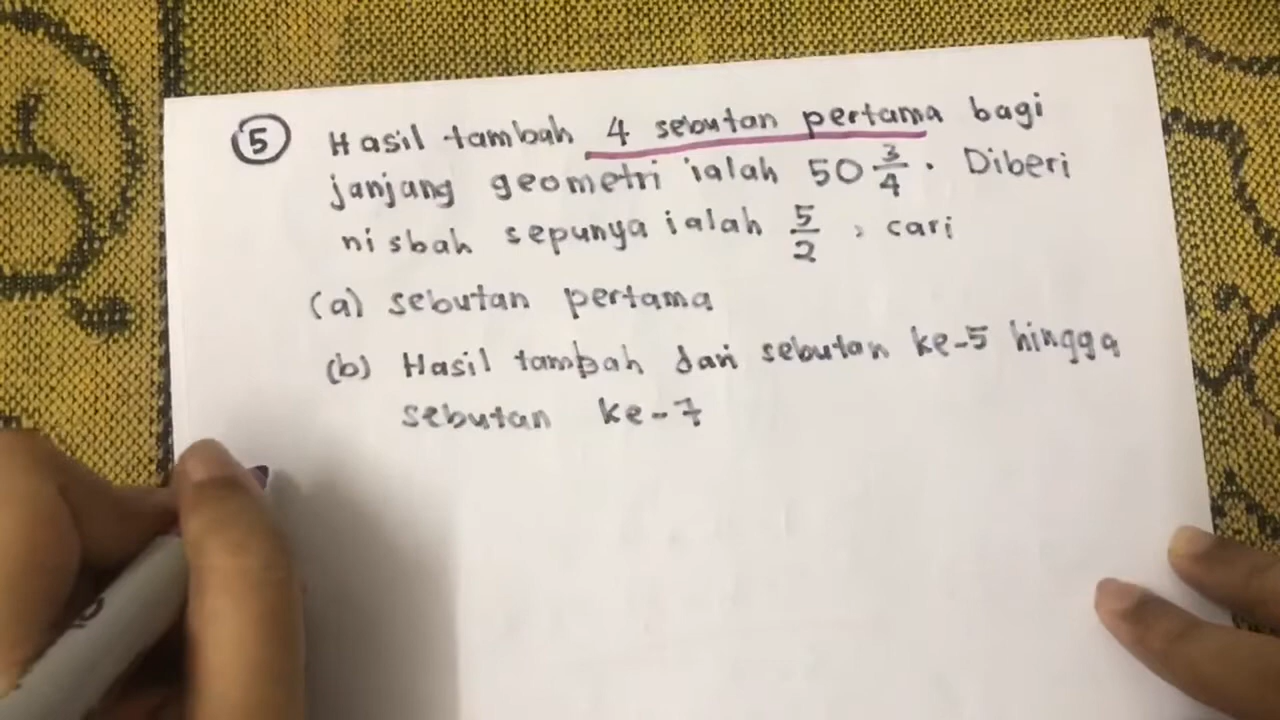 5 Hasil tambah 4 sebutan pertama bagi
janjang geometri ialah 50 3/4 . Diberi
nisbah sepunya ialah 5/2 , cari
(a) sebutan pertama
(b) Hasil tambah dari sebutan ke-5 hingga
sebutan ke-7